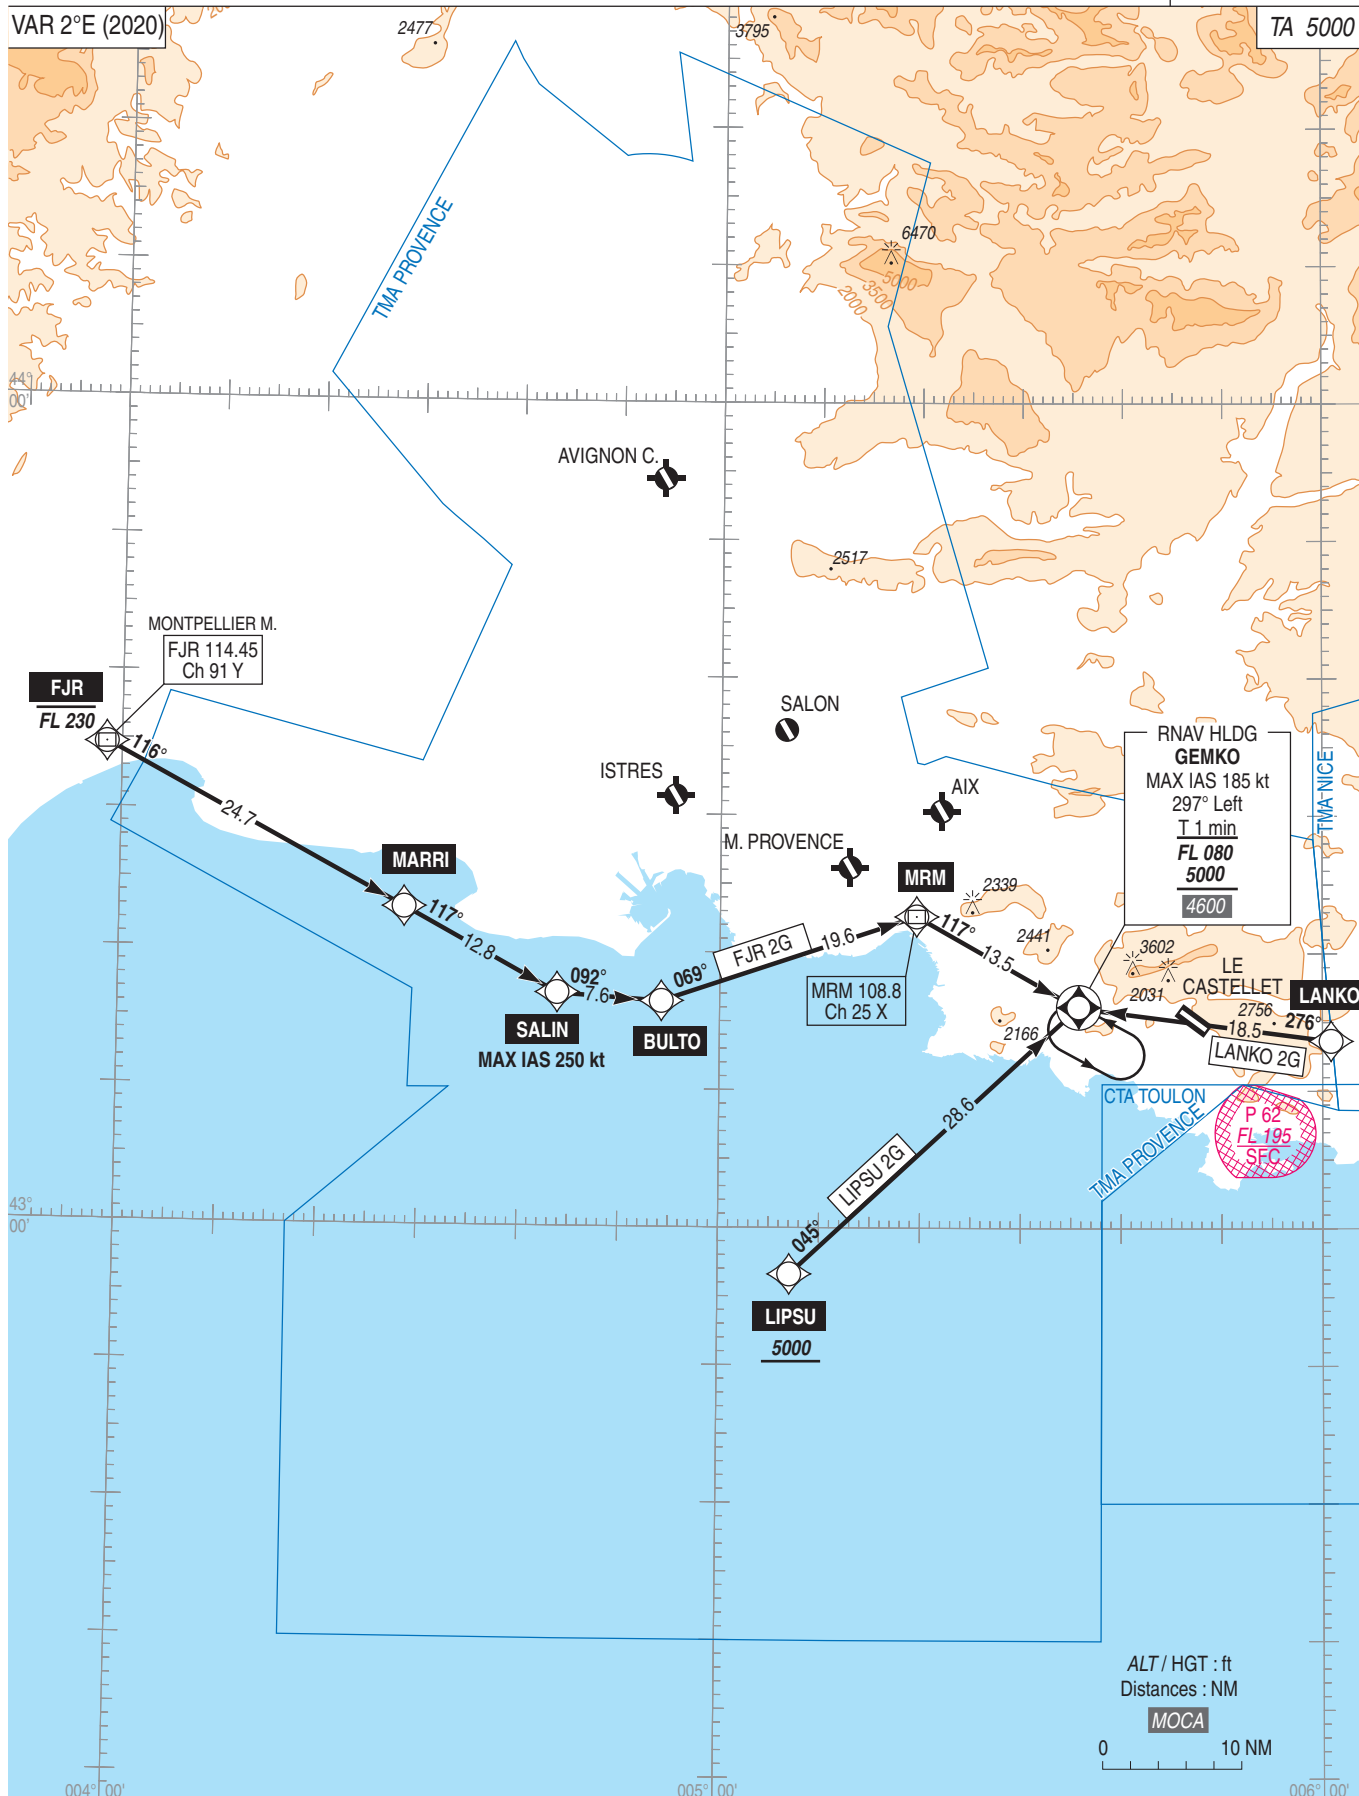 VAR 2°E (2020)
TA 5000
2477
3795
6470
5000
3500
2000
TMA PROVENCE
44°
00'
AVIGNON C.
2517
MONTPELLIER M.
FJR 114.45
Ch 91 Y
FJR
FL 230
116°
24.7
SALON
ISTRES
AIX
M. PROVENCE
RNAV HLDG
GEMKO
MAX IAS 185 kt
297° Left
T 1 min
FL 080
5000
4600
TMA NICE
MARRI
117°
12.8
MRM
2339
117°
13.5
2441
3602
2031
LE
CASTELLET
2756
LANKO
276°
18.5
LANKO 2G
092°
7.6
SALIN
MAX IAS 250 kt
069°
BULTO
FJR 2G
19.6
MRM 108.8
Ch 25 X
2166
CTA TOULON
TMA PROVENCE
P 62
FL 195
SFC
28.6
LIPSU 2G
045°
LIPSU
5000
43°
00'
ALT / HGT : ft
Distances : NM
MOCA
0 10 NM
004° 00'
005° 00'
006° 00'